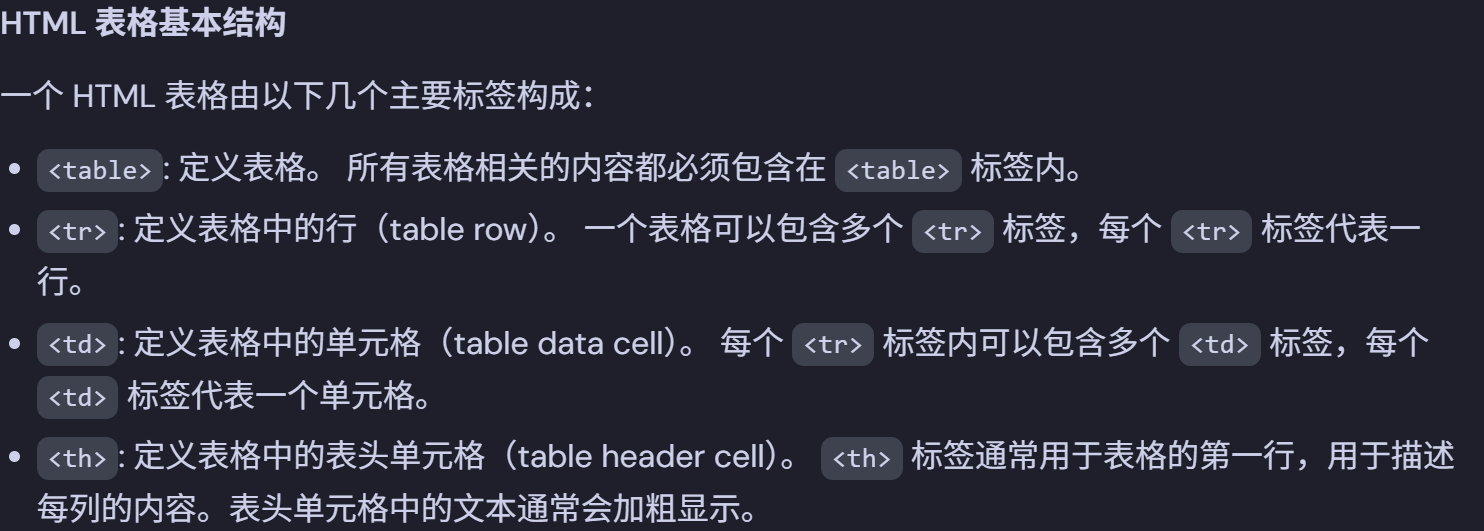 HTML 表格基本结构
一个 HTML 表格由以下几个主要标签构成：
• <table>: 定义表格。 所有表格相关的内容都必须包含在 <table> 标签内。
• <tr>: 定义表格中的行（table row）。 一个表格可以包含多个 <tr> 标签，每个 <tr> 标签代表一
行。
• <td>: 定义表格中的单元格（table data cell）。 每个 <tr> 标签内可以包含多个 <td> 标签，每个
<td> 标签代表一个单元格。
• <th>: 定义表格中的表头单元格（table header cell）。 <th> 标签通常用于表格的第一行，用于描述
每列的内容。表头单元格中的文本通常会加粗显示。